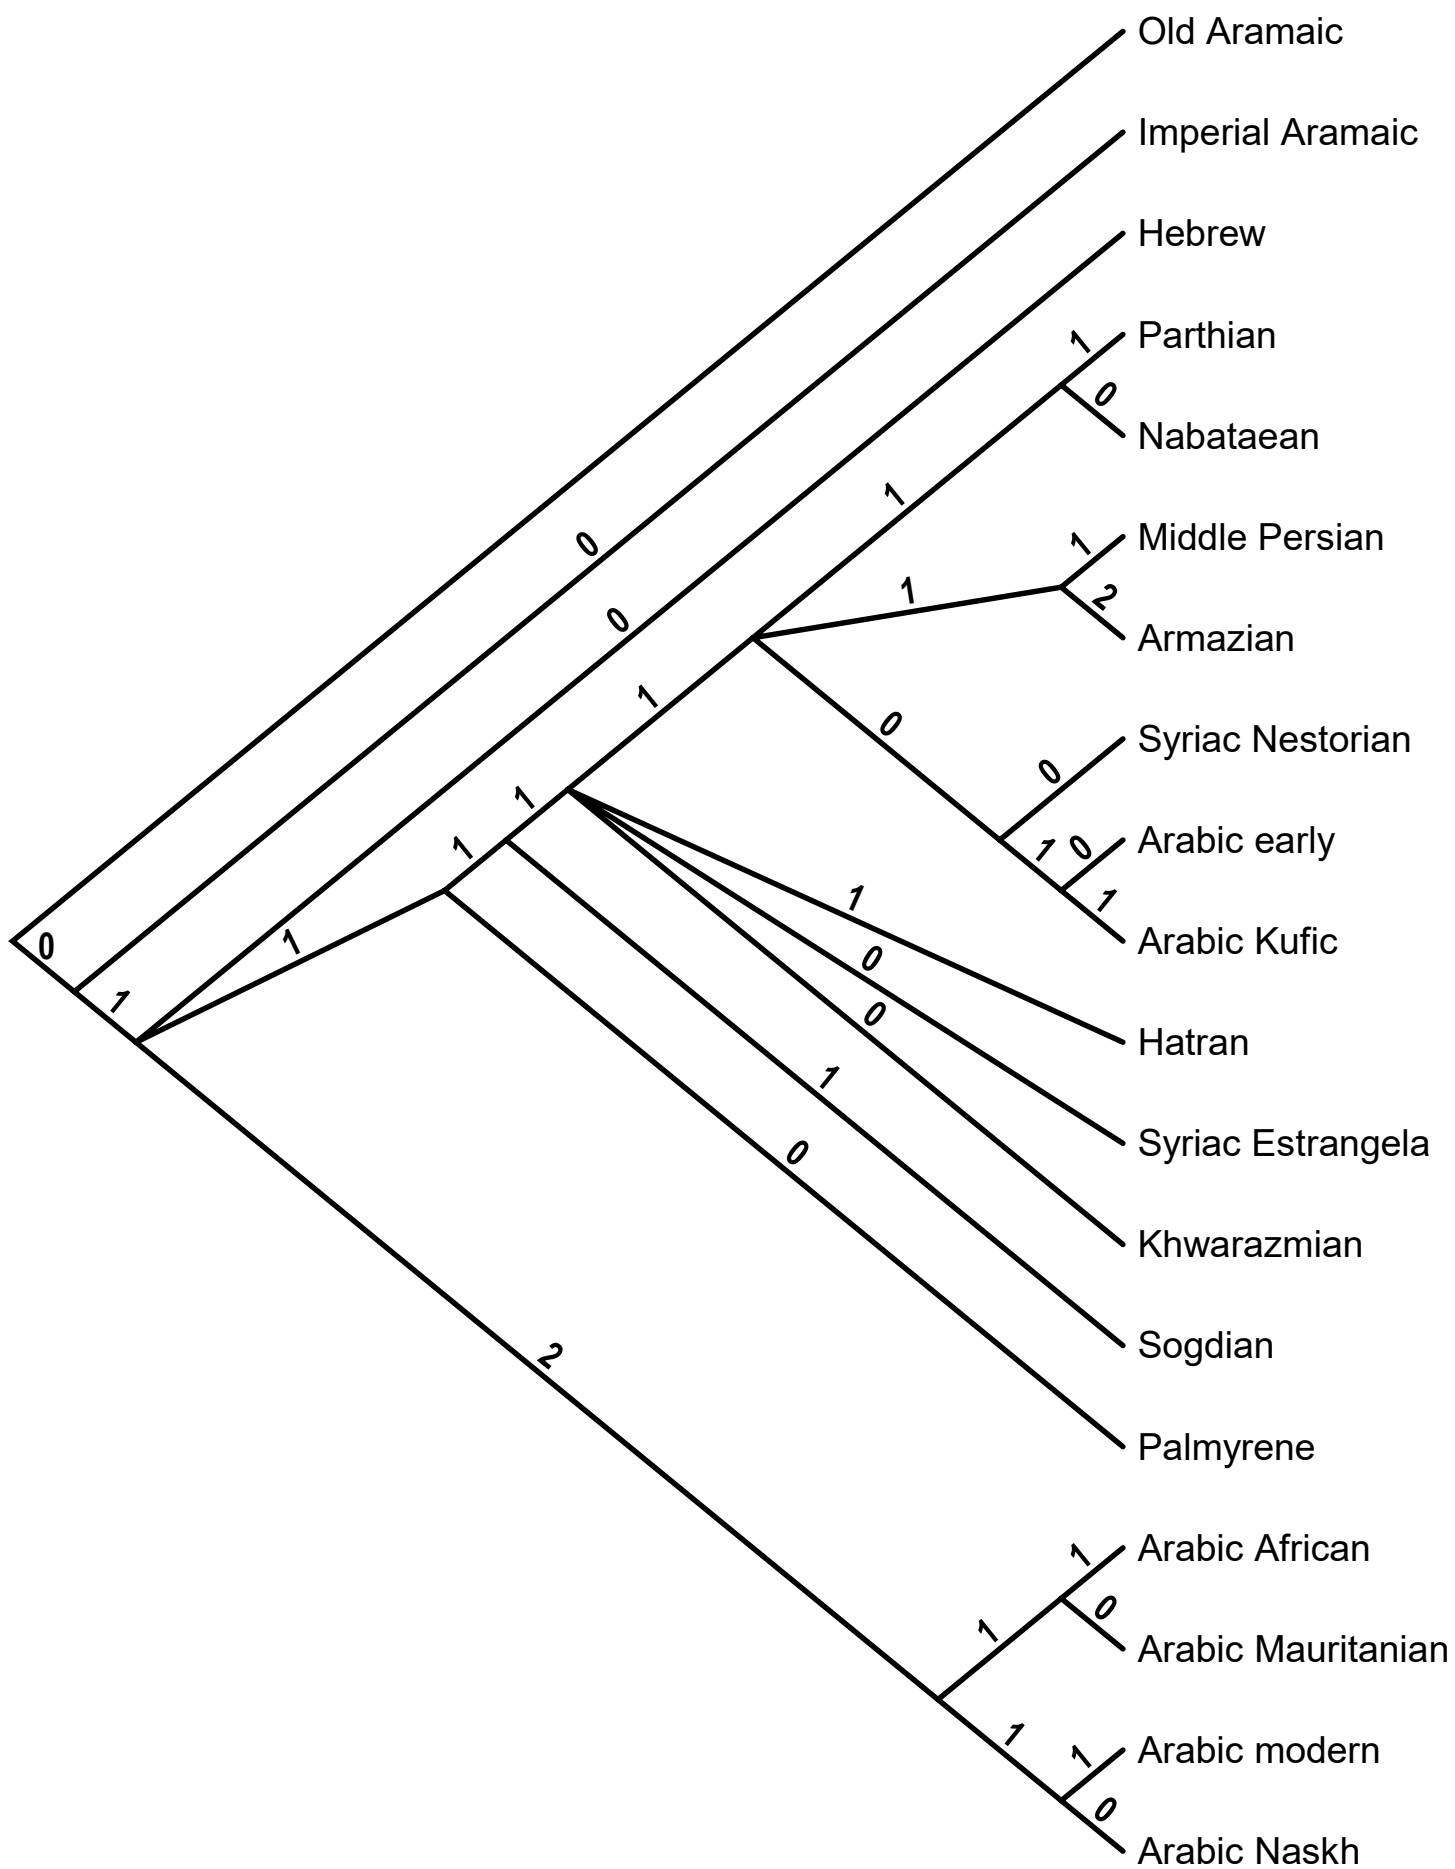 Old Aramaic
Imperial Aramaic
Hebrew
1 Parthian
0
Nabataean
1
1 Middle Persian
0
1
2
0
Armazian
1
0
Syriac Nestorian
0
1
1 0 Arabic early
1
1
1
Arabic Kufic
0 1
0
1
0
Hatran
1
0
Syriac Estrangela
Khwarazmian
Sogdian
2
Palmyrene
1 Arabic African
0
1
Arabic Mauritanian
1
1 Arabic modern
0
Arabic Naskh